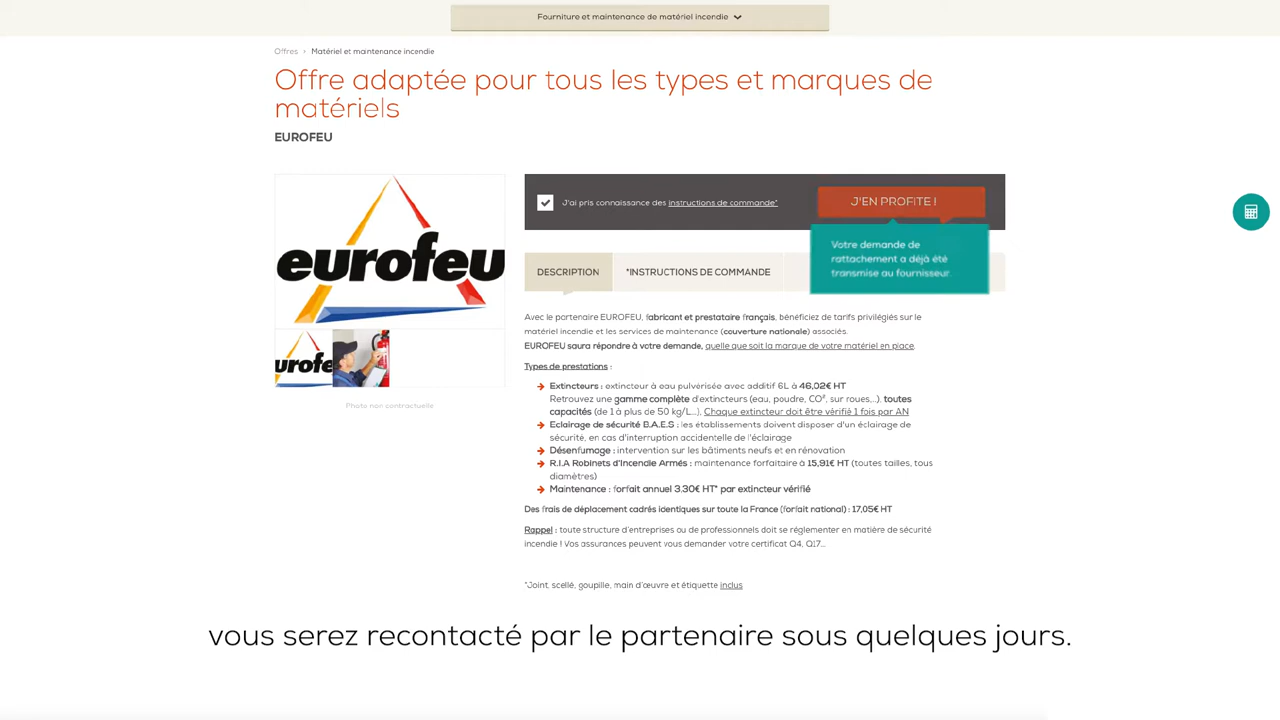 Fourniture et maintenance de matériel incendie
Offres › Matériel et maintenance incendie
Offre adaptée pour tous les types et marques de
matériels
EUROFEU
eurofeu
eurofeu
Photo non contractuelle
J'ai pris connaissance des instructions de commande*
J'EN PROFITE !
Votre demande de
rattachement a déjà été
transmise au fournisseur.
DESCRIPTION
*INSTRUCTIONS DE COMMANDE
Avec le partenaire EUROFEU, fabricant et prestataire français, bénéficiez de tarifs privilégiés sur le
matériel incendie et les services de maintenance (couverture nationale) associés.
EUROFEU saura répondre à votre demande, quelle que soit la marque de votre matériel en place.
Types de prestations :
Extincteurs : extincteur à eau pulvérisée avec additif 6L à 46,02€ HT
Retrouvez une gamme complète d'extincteurs (eau, poudre, CO², sur roues,..). toutes
capacités (de 1 à plus de 50 kg/L...), Chaque extincteur doit être vérifié 1 fois par AN
Eclairage de sécurité B.A.E.S : les établissements doivent disposer d'un éclairage de
sécurité, en cas d'interruption accidentelle de l'éclairage
Désenfumage : intervention sur les bâtiments neufs et en rénovation
R.I.A Robinets d'Incendie Armés : maintenance forfaitaire à 15,91€ HT (toutes tailles, tous
diamètres)
Maintenance : forfait annuel 3.30€ HT* par extincteur vérifié
Des frais de déplacement cadrés identiques sur toute la France (forfait national) : 17,05€ HT
Rappel : toute structure d'entreprises ou de professionnels doit se réglementer en matière de sécurité
incendie ! Vos assurances peuvent vous demander votre certificat Q4, Q17...
*Joint, scellé, goupille, main d'œuvre et étiquette inclus
vous serez recontacté par le partenaire sous quelques jours.